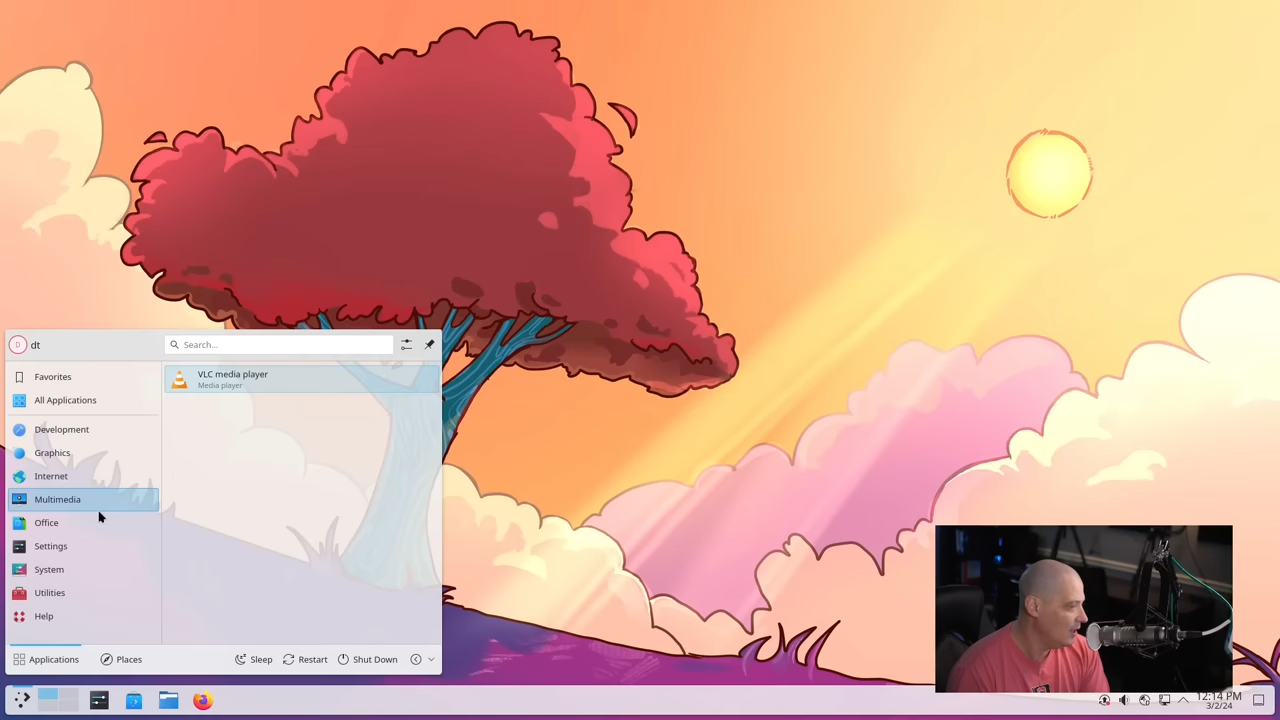 D dt
Search...
Favorites
All Applications
Development
Graphics
Internet
Multimedia
Office
Settings
System
Utilities
Help
VLC media player
Media player
Applications
Places
Sleep
Restart
Shut Down
12:14 PM
3/2/24